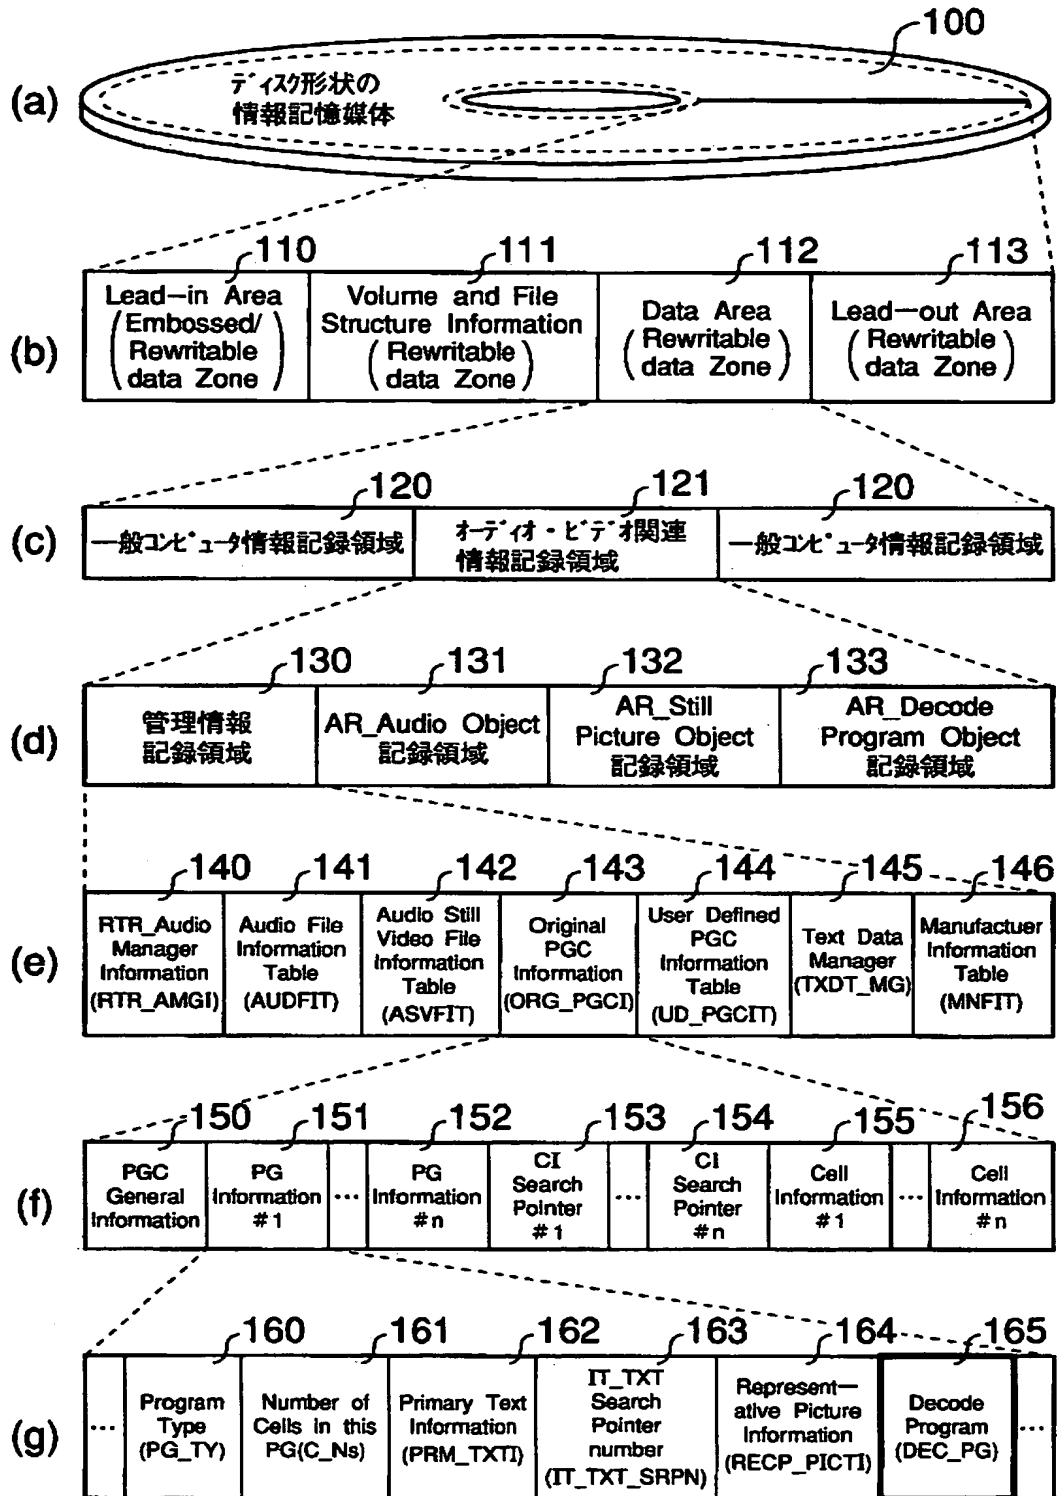 100
(a)
ディスク形状の
情報記憶媒体
110
111
112
113
(b)
Lead-in Area
(Embossed/
Rewritable
data Zone)
Volume and File
Structure Information
(Rewritable
data Zone)
Data Area
(Rewritable
data Zone)
Lead-out Area
(Rewritable
data Zone)
120
121
120
(c)
一般コンピュータ情報記録領域
オーディオ・ビデオ関連
情報記録領域
一般コンピュータ情報記録領域
130
131
132
133
(d)
管理情報
記録領域
AR_Audio Object
記録領域
AR_Still
Picture Object
記録領域
AR_Decode
Program Object
記録領域
140
141
142
143
144
145
146
(e)
RTR_Audio
Manager
Information
(RTR_AMGI)
Audio File
Information
Table
(AUDFIT)
Audio Still
Video File
Information
Table
(ASVFIT)
Original
PGC
Information
(ORG_PGCI)
User Defined
PGC
Information
Table
(UD_PGCIT)
Text Data
Manager
(TXDT_MG)
Manufactuer
Information
Table
(MNFIT)
150
151
152
153
154
155
156
(f)
PGC
General
Information
PG
Information
#1
...
PG
Information
#n
CI
Search
Pointer
#1
...
CI
Search
Pointer
#n
Cell
Information
#1
...
Cell
Information
#n
160
161
162
163
164
165
(g)
...
Program
Type
(PG_TY)
Number of
Cells in this
PG(C_Ns)
Primary Text
Information
(PRM_TXTI)
IT_TXT
Search
Pointer
number
(IT_TXT_SRPN)
Represent-
ative Picture
Information
(RECP_PICTI)
Decode
Program
(DEC_PG)
...